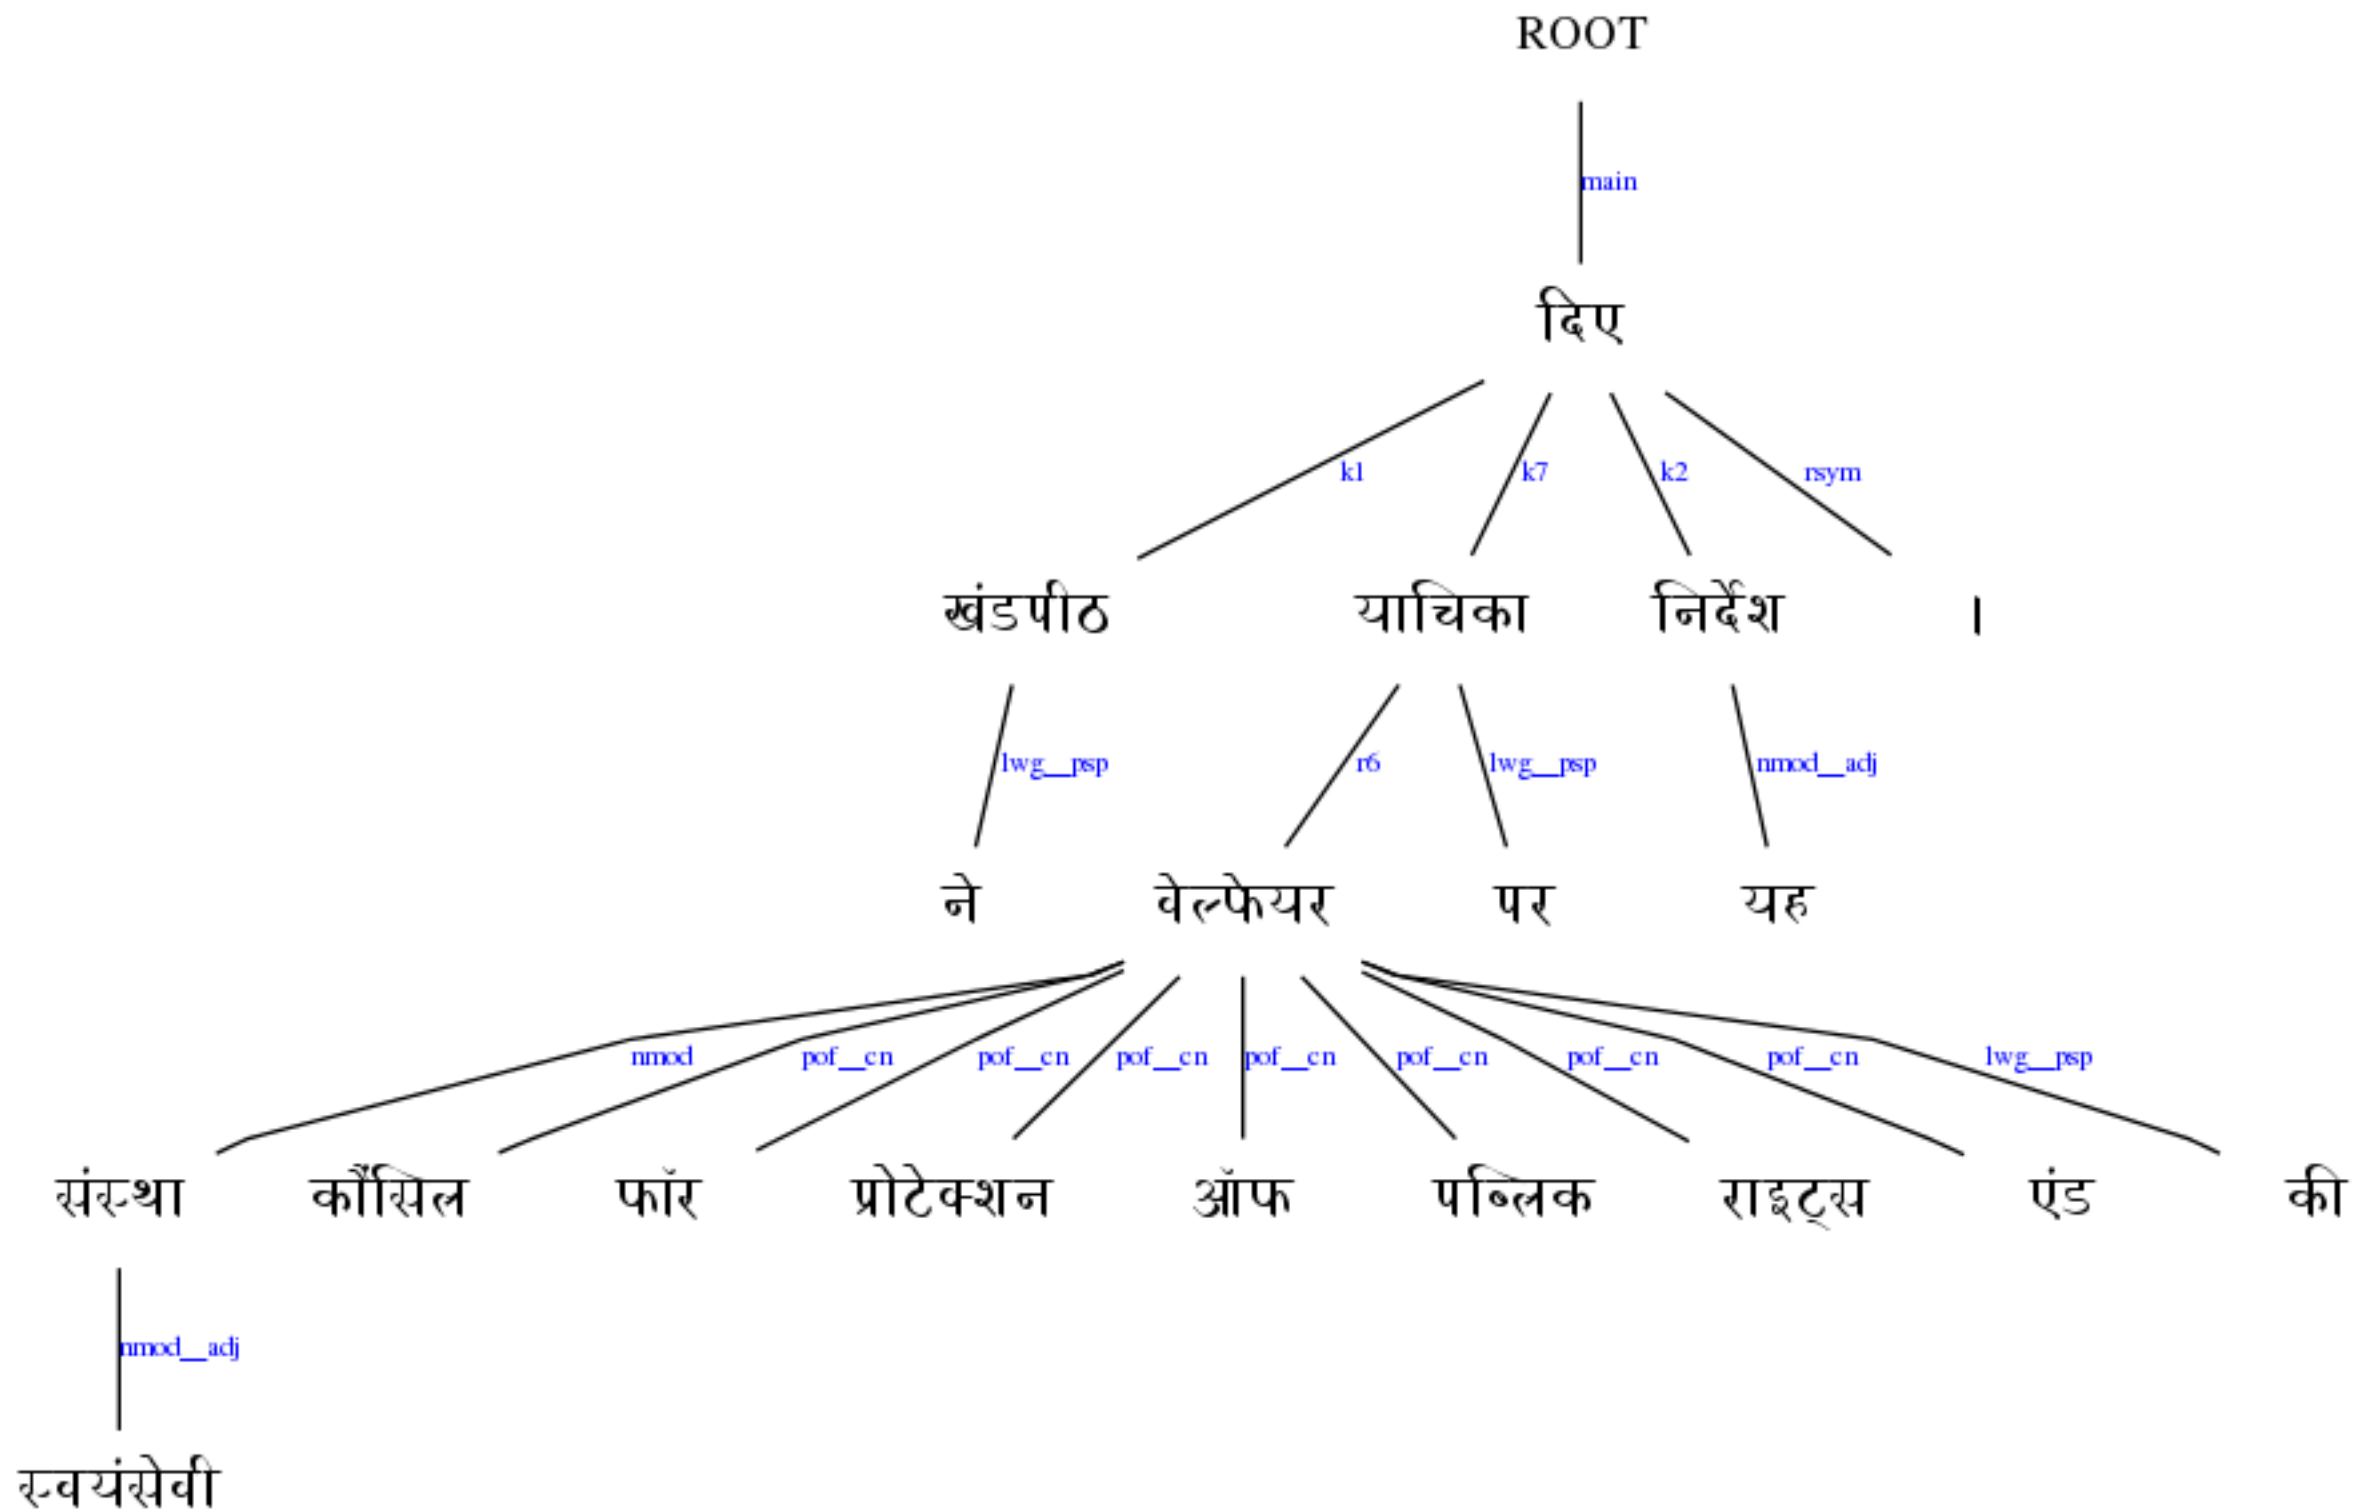 ROOT
main
दिए
k1 k7 k2 rsym
खंडपीठ याचिका निर्देश ।
lwg__psp r6 lwg__psp nmod__adj
ने वेल्फेयर पर यह
nmod pof__cn pof__cn pof__cn pof__cn pof__cn pof__cn pof__cn lwg__psp
संस्था कौंसिल फॉर प्रोटेक्शन ऑफ पब्लिक राइट्स एंड की
nmod__adj
स्वयंसेवी